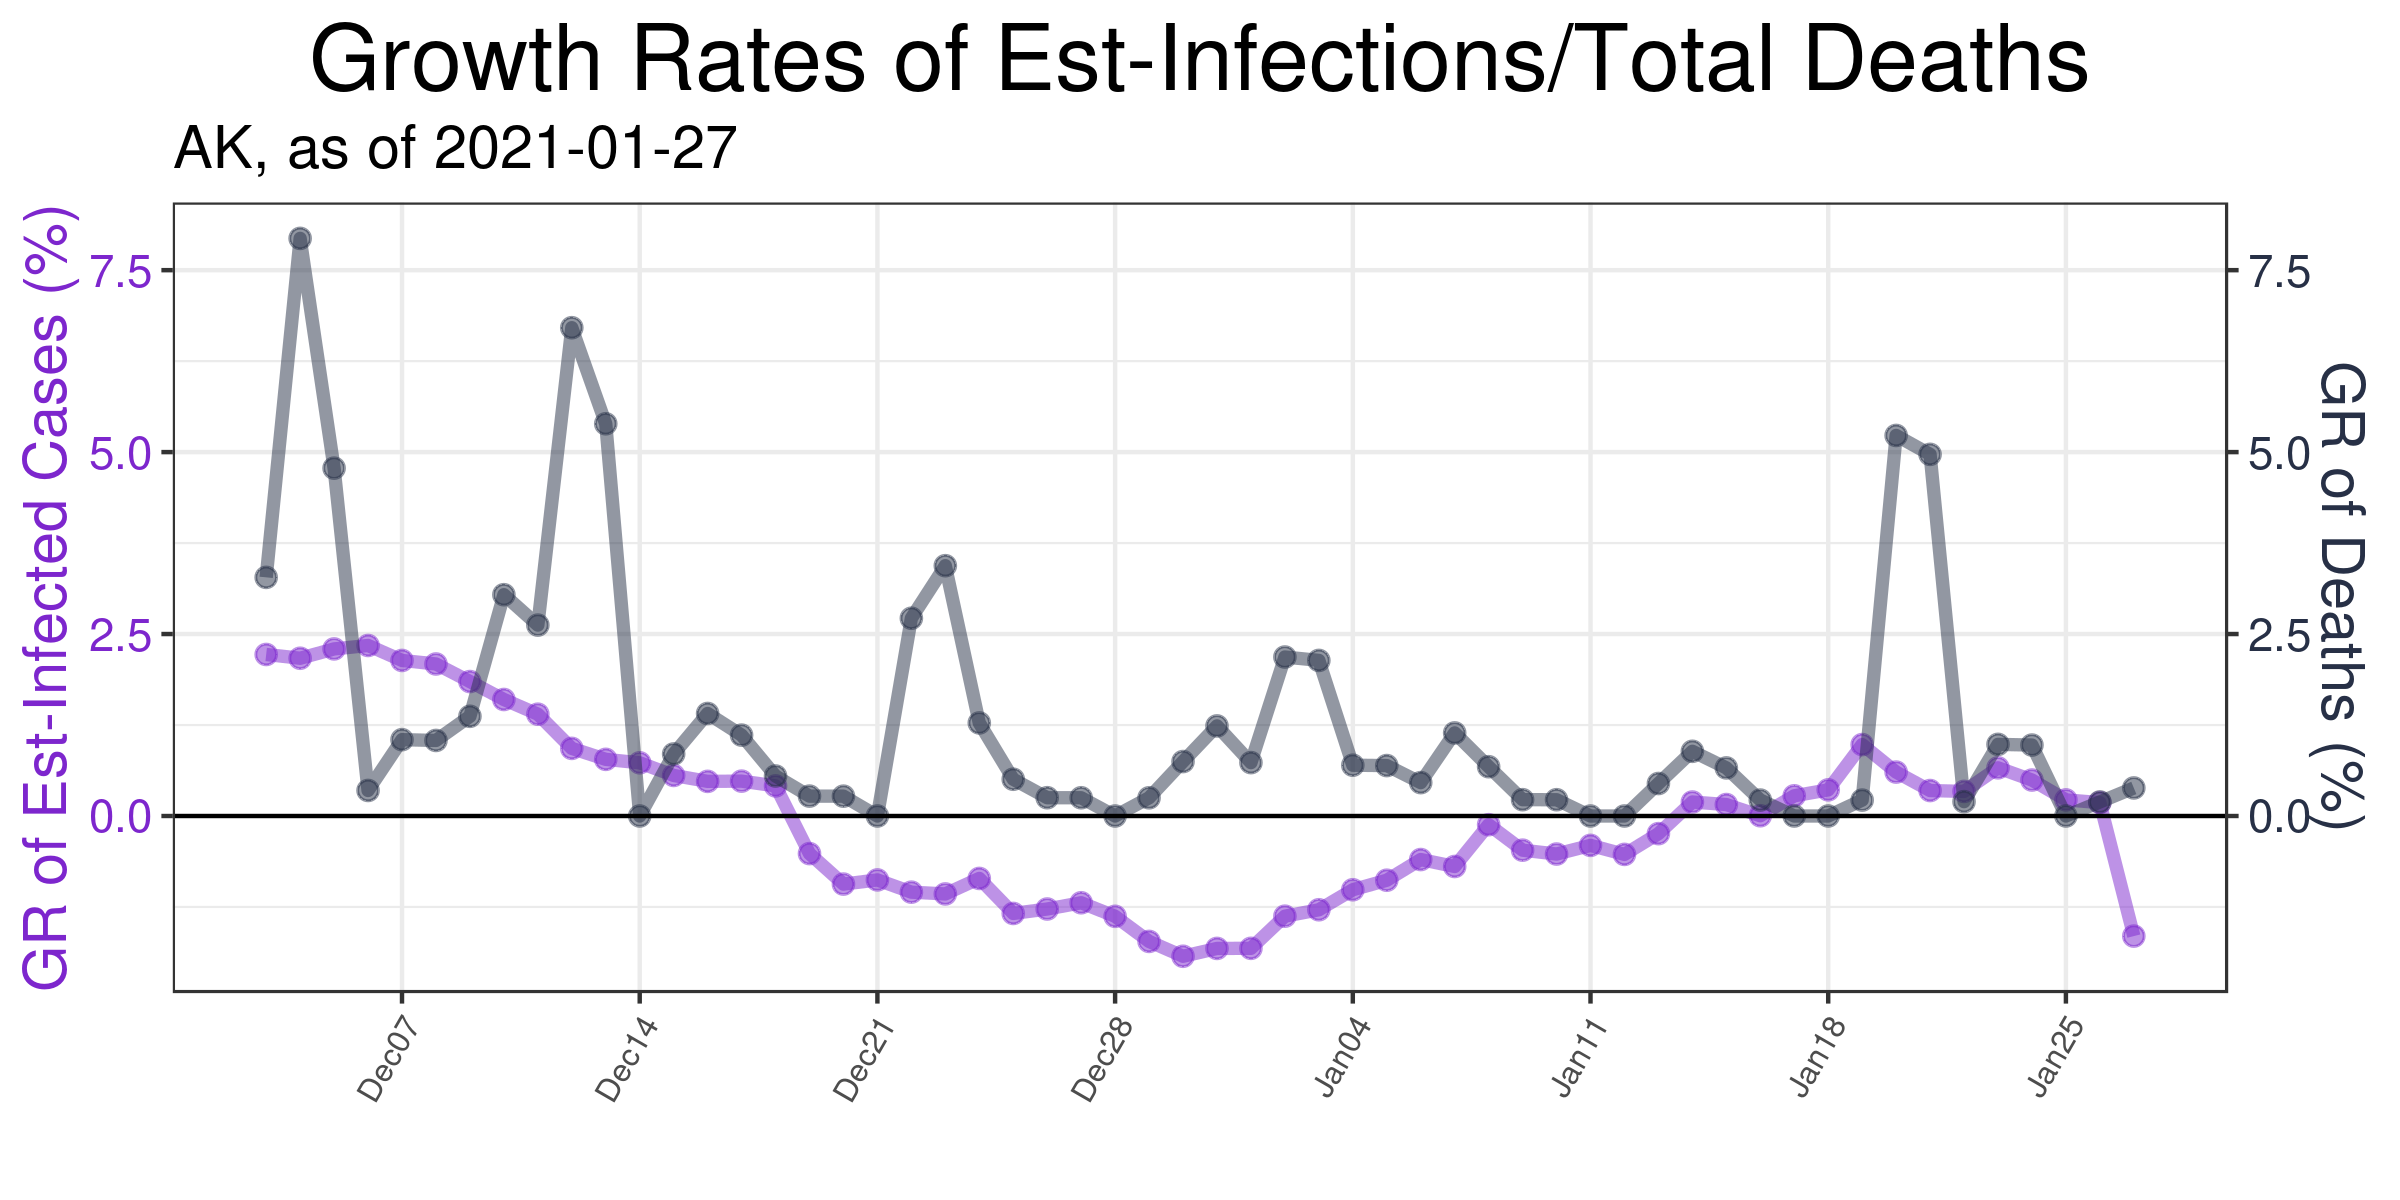 Growth Rates of Est-Infections/Total Deaths
AK, as of 2021-01-27
GR of Est-Infected Cases (%)
7.5
5.0
2.5
0.0
7.5
5.0
2.5
0.0
GR of Deaths (%)
Dec07
Dec14
Dec21
Dec28
Jan04
Jan11
Jan18
Jan25